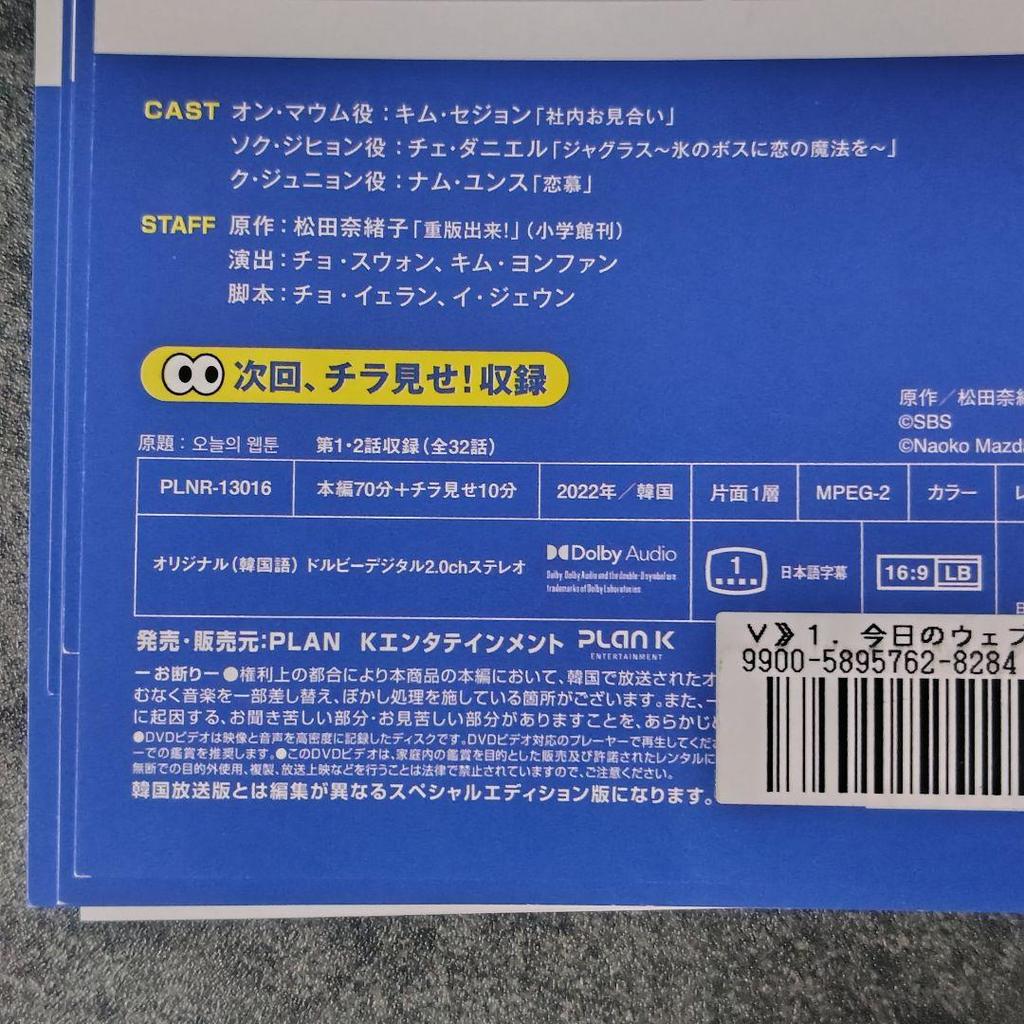 CAST オン・マウム役：キム・セジョン「社内お見合い」
ソク・ジヒョン役：チェ・ダニエル「ジャグラス～氷のボスに恋の魔法を～」
ク・ジュニョン役：ナム・ユンス「恋慕」
STAFF 原作：松田奈緒子「重版出来!」（小学館刊）
演出：チョ・スウォン、キム・ヨンファン
脚本：チョ・イェラン、イ・ジェウン
次回、チラ見せ！収録
原作／松田奈緒
©SBS
©Naoko Mazda
原題：오늘의 웹툰 第1・2話収録（全32話）
PLNR-13016 本編70分＋チラ見せ10分 2022年／韓国 片面1層 MPEG-2 カラー レ
オリジナル（韓国語）ドルビーデジタル2.0chステレオ Dolby Audio 1 日本語字幕 16:9 LB
Dolby, Dolby Audio and the double-D symbol are
trademarks of Dolby Laboratories
発売・販売元：PLAN Kエンタテインメント PLAN K
ENTERTAINMENT
V 1. 今日のウェブ
9900-5895762-8284
―お断り―●権利上の都合により本商品の本編において、韓国で放送されたオ
むなく音楽を一部差し替え、ぼかし処理を施している箇所がございます。また、
に起因する、お聞き苦しい部分・お見苦しい部分がありますことを、あらかじ
●DVDビデオは映像と音声を高密度に記録したディスクです。DVDビデオ対応のプレーヤーで再生してくだ
ーでの鑑賞を推奨します。●このDVDビデオは、家庭内の鑑賞を目的とした販売及び許諾されたレンタルに
無断での目的外使用、複製、放送上映などを行うことは法律で禁止されていますので、ご注意ください。
韓国放送版とは編集が異なるスペシャルエディション版になります。